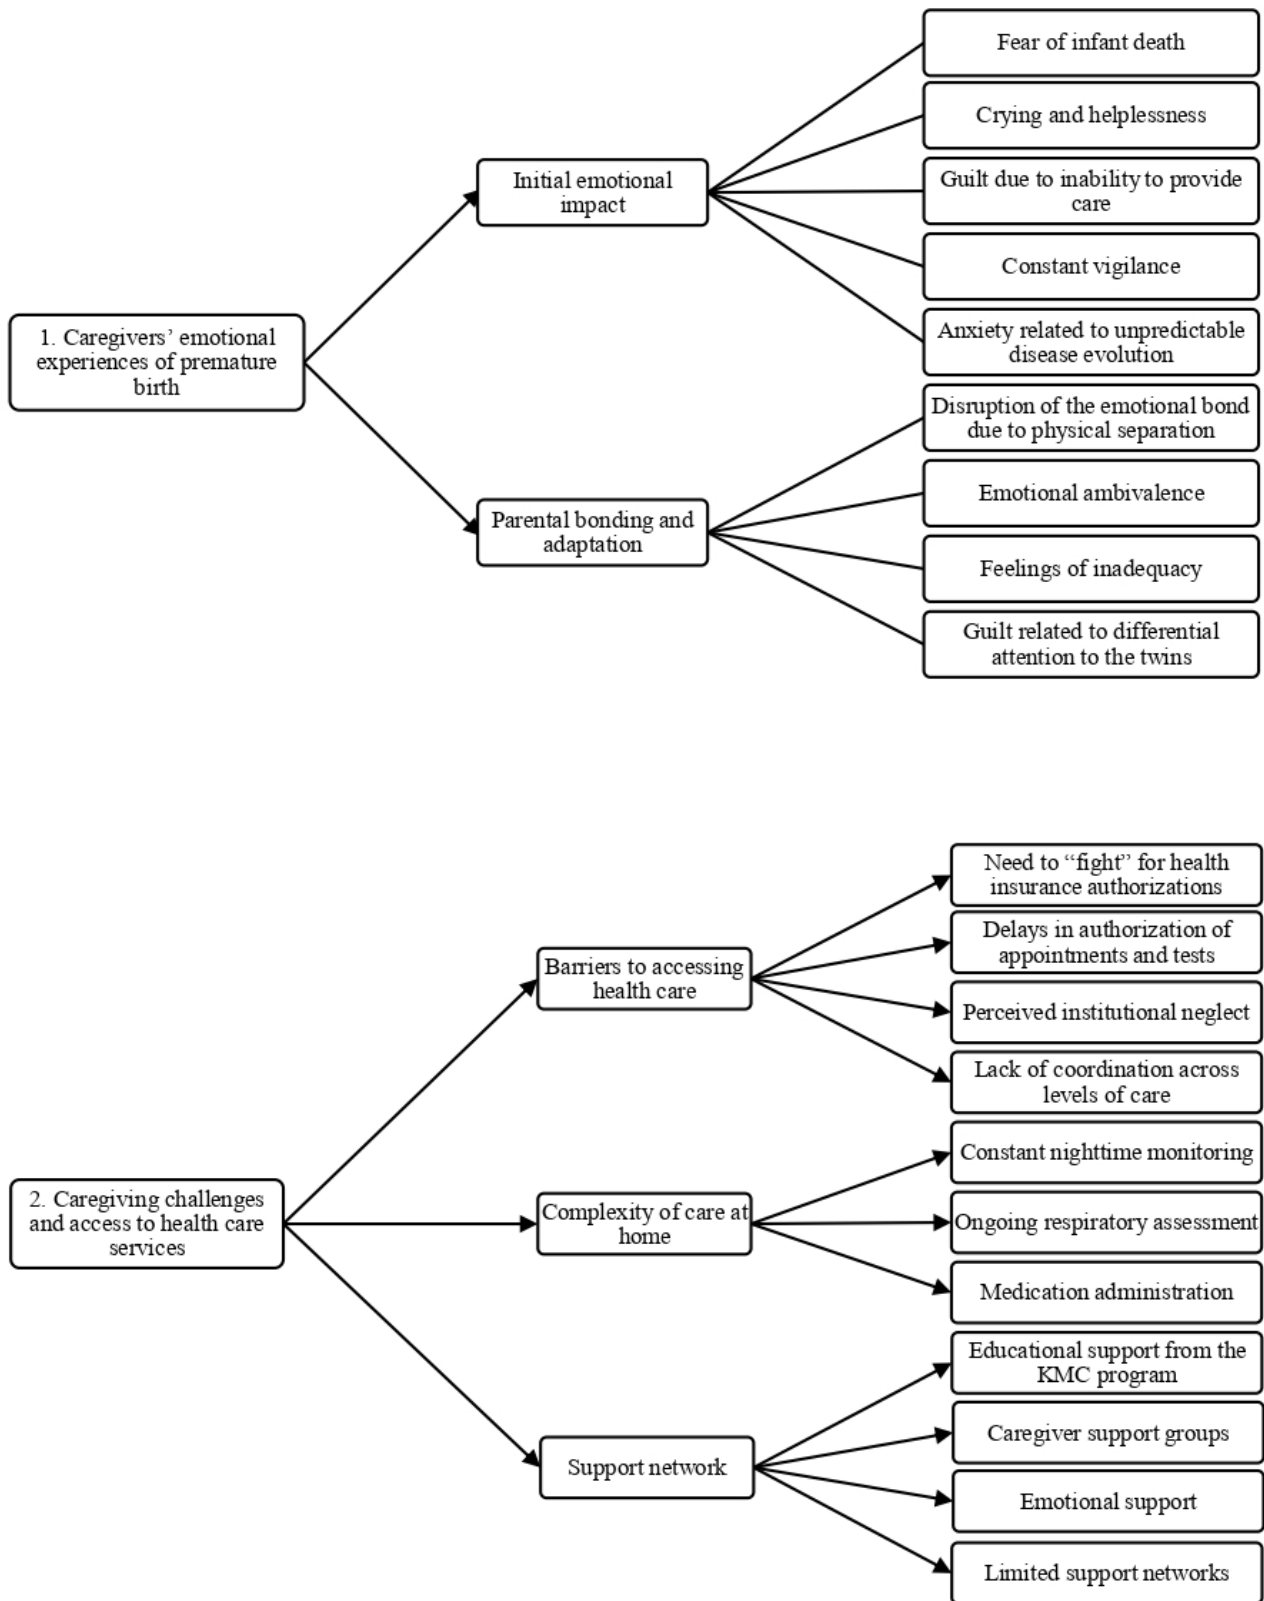 Fear of infant death
Crying and helplessness
Initial emotional
impact
Guilt due to inability to provide
care
Constant vigilance
Anxiety related to unpredictable
disease evolution
1. Caregivers’ emotional
experiences of premature
birth
Disruption of the emotional bond
due to physical separation
Emotional ambivalence
Parental bonding and
adaptation
Feelings of inadequacy
Guilt related to differential
attention to the twins
Need to “fight” for health
insurance authorizations
Delays in authorization of
appointments and tests
Barriers to accessing
health care
Perceived institutional neglect
Lack of coordination across
levels of care
Constant nighttime monitoring
2. Caregiving challenges
and access to health care
services
Complexity of care at
home
Ongoing respiratory assessment
Medication administration
Educational support from the
KMC program
Caregiver support groups
Support network
Emotional support
Limited support networks